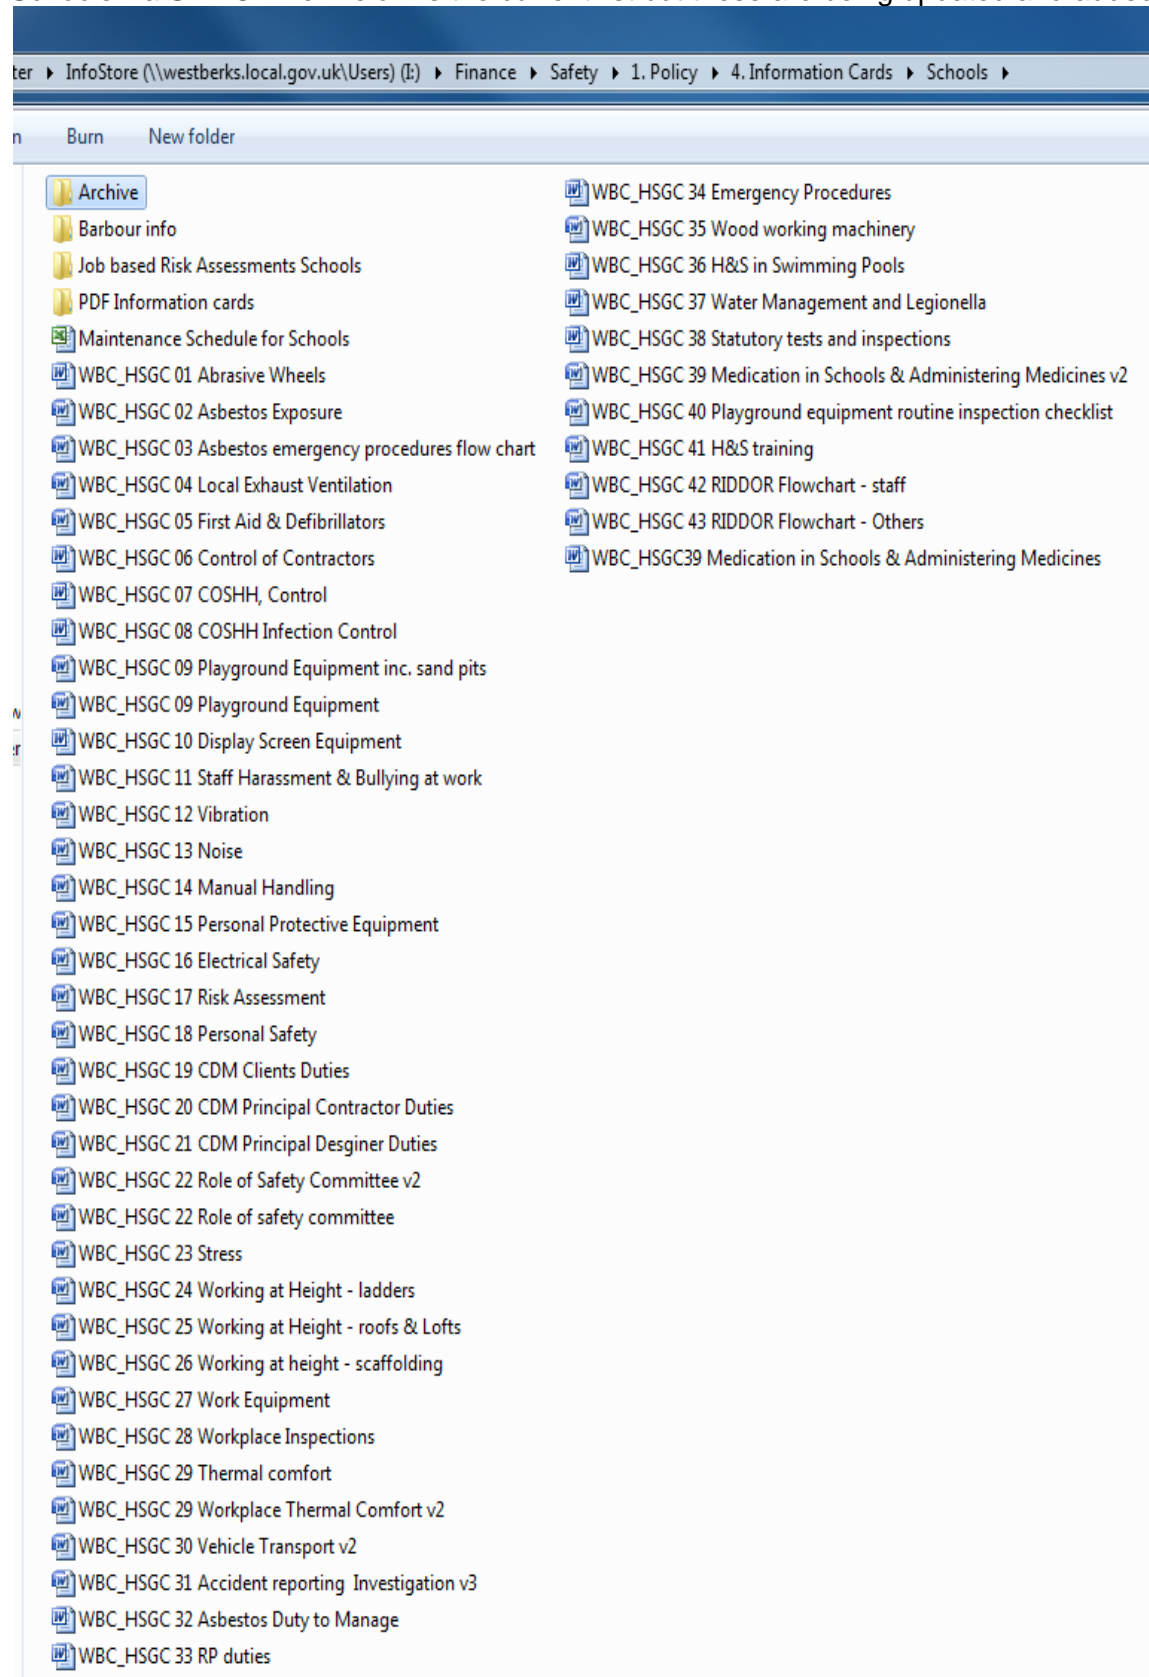 ter ▸ InfoStore (\\westberks.local.gov.uk\Users) (I:) ▸ Finance ▸ Safety ▸ 1. Policy ▸ 4. Information Cards ▸ Schools ▸
n Burn New folder
Archive
Barbour info
Job based Risk Assessments Schools
PDF Information cards
Maintenance Schedule for Schools
WBC_HSGC 01 Abrasive Wheels
WBC_HSGC 02 Asbestos Exposure
WBC_HSGC 03 Asbestos emergency procedures flow chart
WBC_HSGC 04 Local Exhaust Ventilation
WBC_HSGC 05 First Aid & Defibrillators
WBC_HSGC 06 Control of Contractors
WBC_HSGC 07 COSHH, Control
WBC_HSGC 08 COSHH Infection Control
WBC_HSGC 09 Playground Equipment inc. sand pits
WBC_HSGC 09 Playground Equipment
WBC_HSGC 10 Display Screen Equipment
WBC_HSGC 11 Staff Harassment & Bullying at work
WBC_HSGC 12 Vibration
WBC_HSGC 13 Noise
WBC_HSGC 14 Manual Handling
WBC_HSGC 15 Personal Protective Equipment
WBC_HSGC 16 Electrical Safety
WBC_HSGC 17 Risk Assessment
WBC_HSGC 18 Personal Safety
WBC_HSGC 19 CDM Clients Duties
WBC_HSGC 20 CDM Principal Contractor Duties
WBC_HSGC 21 CDM Principal Desginer Duties
WBC_HSGC 22 Role of Safety Committee v2
WBC_HSGC 22 Role of safety committee
WBC_HSGC 23 Stress
WBC_HSGC 24 Working at Height - ladders
WBC_HSGC 25 Working at Height - roofs & Lofts
WBC_HSGC 26 Working at height - scaffolding
WBC_HSGC 27 Work Equipment
WBC_HSGC 28 Workplace Inspections
WBC_HSGC 29 Thermal comfort
WBC_HSGC 29 Workplace Thermal Comfort v2
WBC_HSGC 30 Vehicle Transport v2
WBC_HSGC 31 Accident reporting  Investigation v3
WBC_HSGC 32 Asbestos Duty to Manage
WBC_HSGC 33 RP duties
WBC_HSGC 34 Emergency Procedures
WBC_HSGC 35 Wood working machinery
WBC_HSGC 36 H&S in Swimming Pools
WBC_HSGC 37 Water Management and Legionella
WBC_HSGC 38 Statutory tests and inspections
WBC_HSGC 39 Medication in Schools & Administering Medicines v2
WBC_HSGC 40 Playground equipment routine inspection checklist
WBC_HSGC 41 H&S training
WBC_HSGC 42 RIDDOR Flowchart - staff
WBC_HSGC 43 RIDDOR Flowchart - Others
WBC_HSGC39 Medication in Schools & Administering Medicines